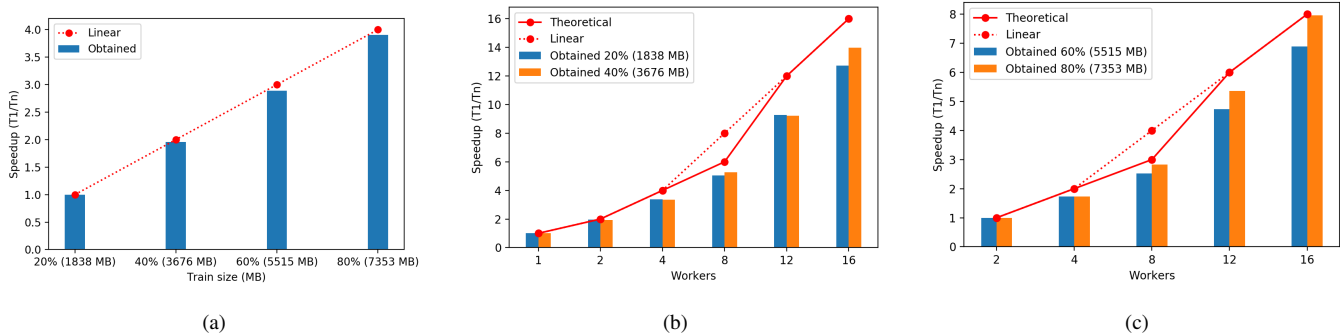 4.0
3.5
3.0
2.5
2.0
1.5
1.0
0.5
0.0
Speedup (T1/Tn)
Linear
Obtained
20% (1838 MB) 40% (3676 MB) 60% (5515 MB) 80% (7353 MB)
Train size (MB)
(a)
16
14
12
10
8
6
4
2
0
Speedup (T1/Tn)
Theoretical
Linear
Obtained 20% (1838 MB)
Obtained 40% (3676 MB)
1 2 4 8 12 16
Workers
(b)
8
7
6
5
4
3
2
1
0
Speedup (T1/Tn)
Theoretical
Linear
Obtained 60% (5515 MB)
Obtained 80% (7353 MB)
2 4 8 12 16
Workers
(c)